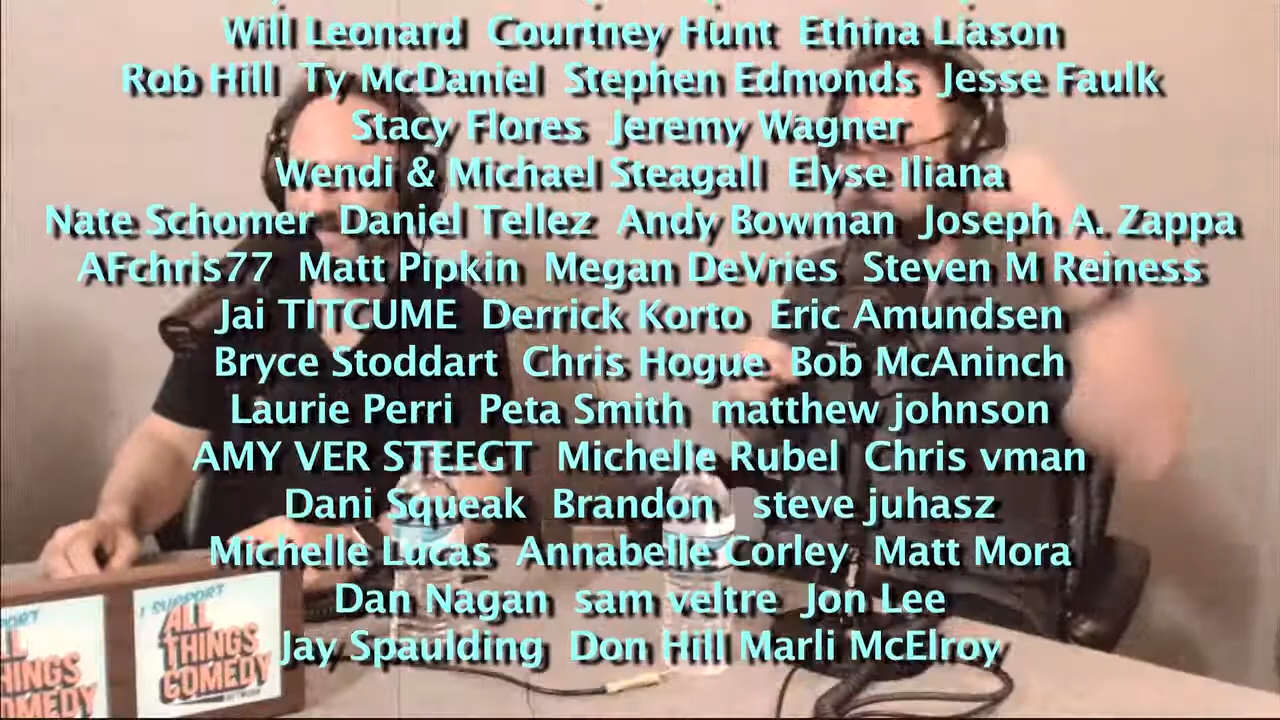 Will Leonard Courtney Hunt Ethina Liason
Rob Hill Ty McDaniel Stephen Edmonds Jesse Faulk
Stacy Flores Jeremy Wagner
Wendi & Michael Steagall Elyse Iliana
Nate Schomer Daniel Tellez Andy Bowman Joseph A. Zappa
AFchris77 Matt Pipkin Megan DeVries Steven M Reiness
Jai TITCUME Derrick Korto Eric Amundsen
Bryce Stoddart Chris Hogue Bob McAninch
Laurie Perri Peta Smith matthew johnson
AMY VER STEEGT Michelle Rubel Chris vman
Dani Squeak Brandon steve juhasz
Michelle Lucas Annabelle Corley Matt Mora
Dan Nagan sam veltre Jon Lee
Jay Spaulding Don Hill Marli McElroy
I SUPPORT
ALL
THINGS
COMEDY